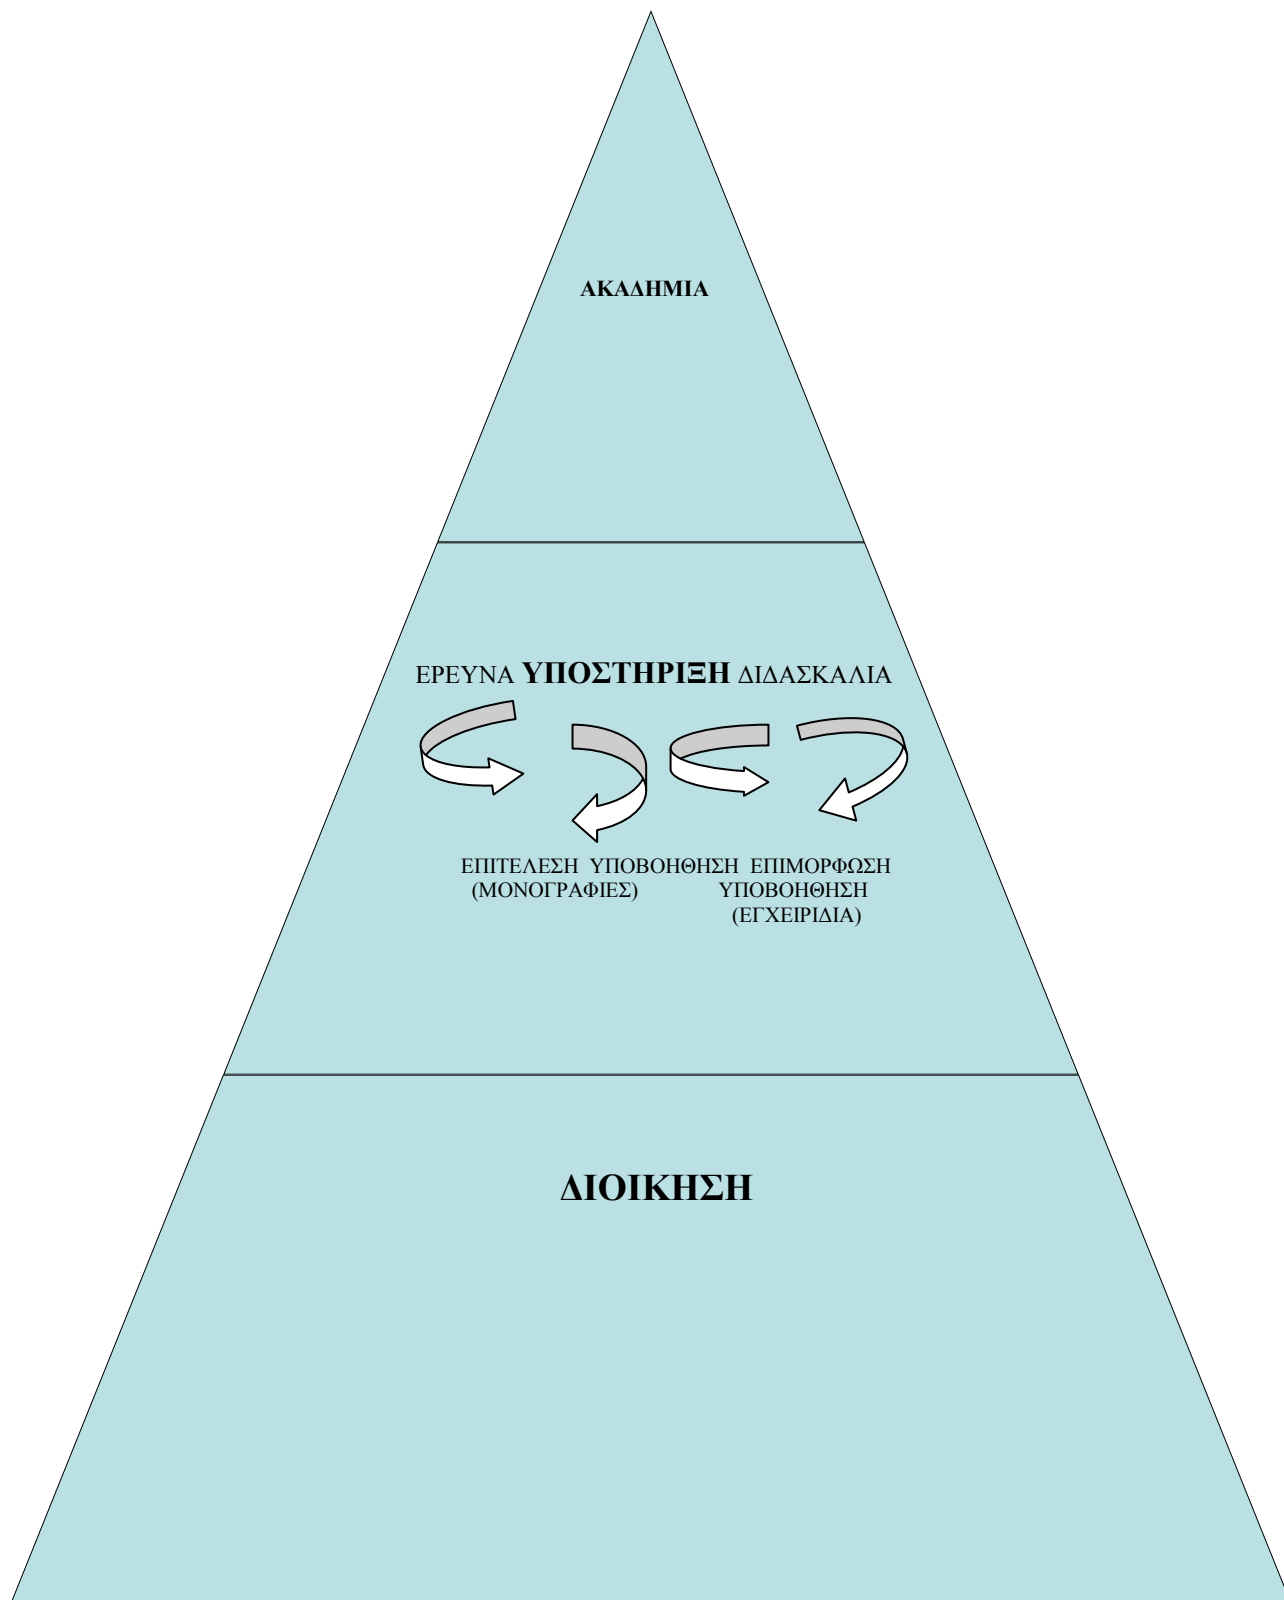 ΑΚΑΔΗΜΙΑ
ΕΡΕΥΝΑ ΥΠΟΣΤΗΡΙΞΗ ΔΙΔΑΣΚΑΛΙΑ
ΕΠΙΤΕΛΕΣΗ ΥΠΟΒΟΗΘΗΣΗ ΕΠΙΜΟΡΦΩΣΗ
(ΜΟΝΟΓΡΑΦΙΕΣ) ΥΠΟΒΟΗΘΗΣΗ
(ΕΓΧΕΙΡΙΔΙΑ)
ΔΙΟΙΚΗΣΗ